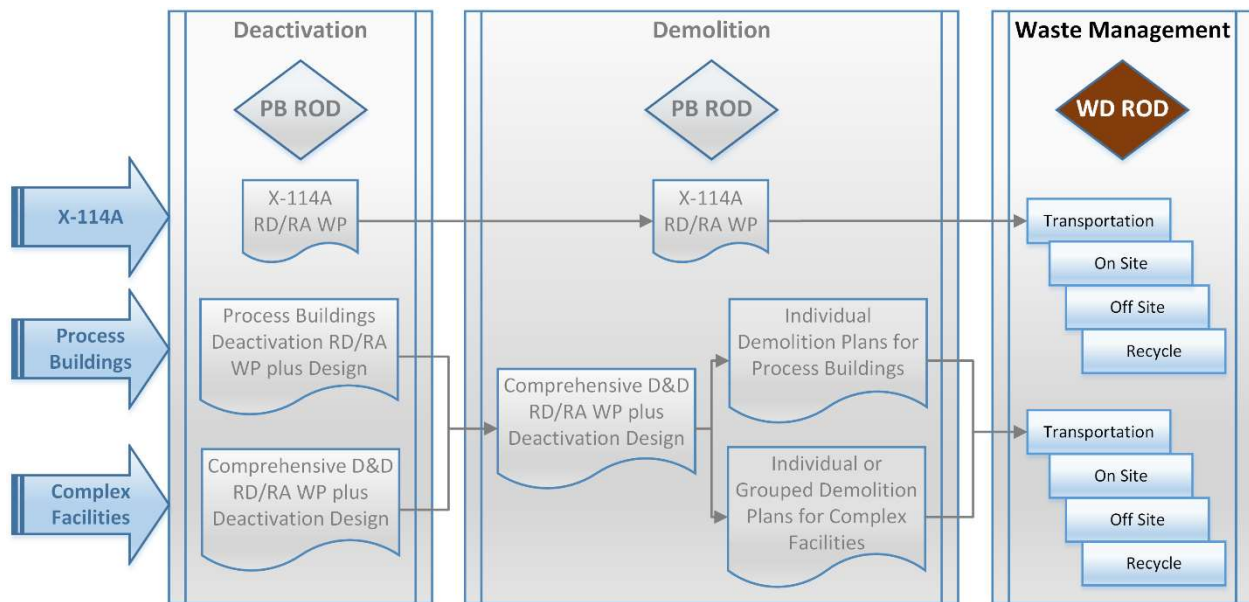 Deactivation
Demolition
Waste Management
PB ROD
PB ROD
WD ROD
X-114A
X-114A
RD/RA WP
X-114A
RD/RA WP
Transportation
On Site
Off Site
Recycle
Process
Buildings
Process Buildings
Deactivation RD/RA
WP plus Design
Individual
Demolition Plans for
Process Buildings
Comprehensive D&D
RD/RA WP plus
Deactivation Design
Complex
Facilities
Comprehensive D&D
RD/RA WP plus
Deactivation Design
Individual or
Grouped Demolition
Plans for Complex
Facilities
Transportation
On Site
Off Site
Recycle